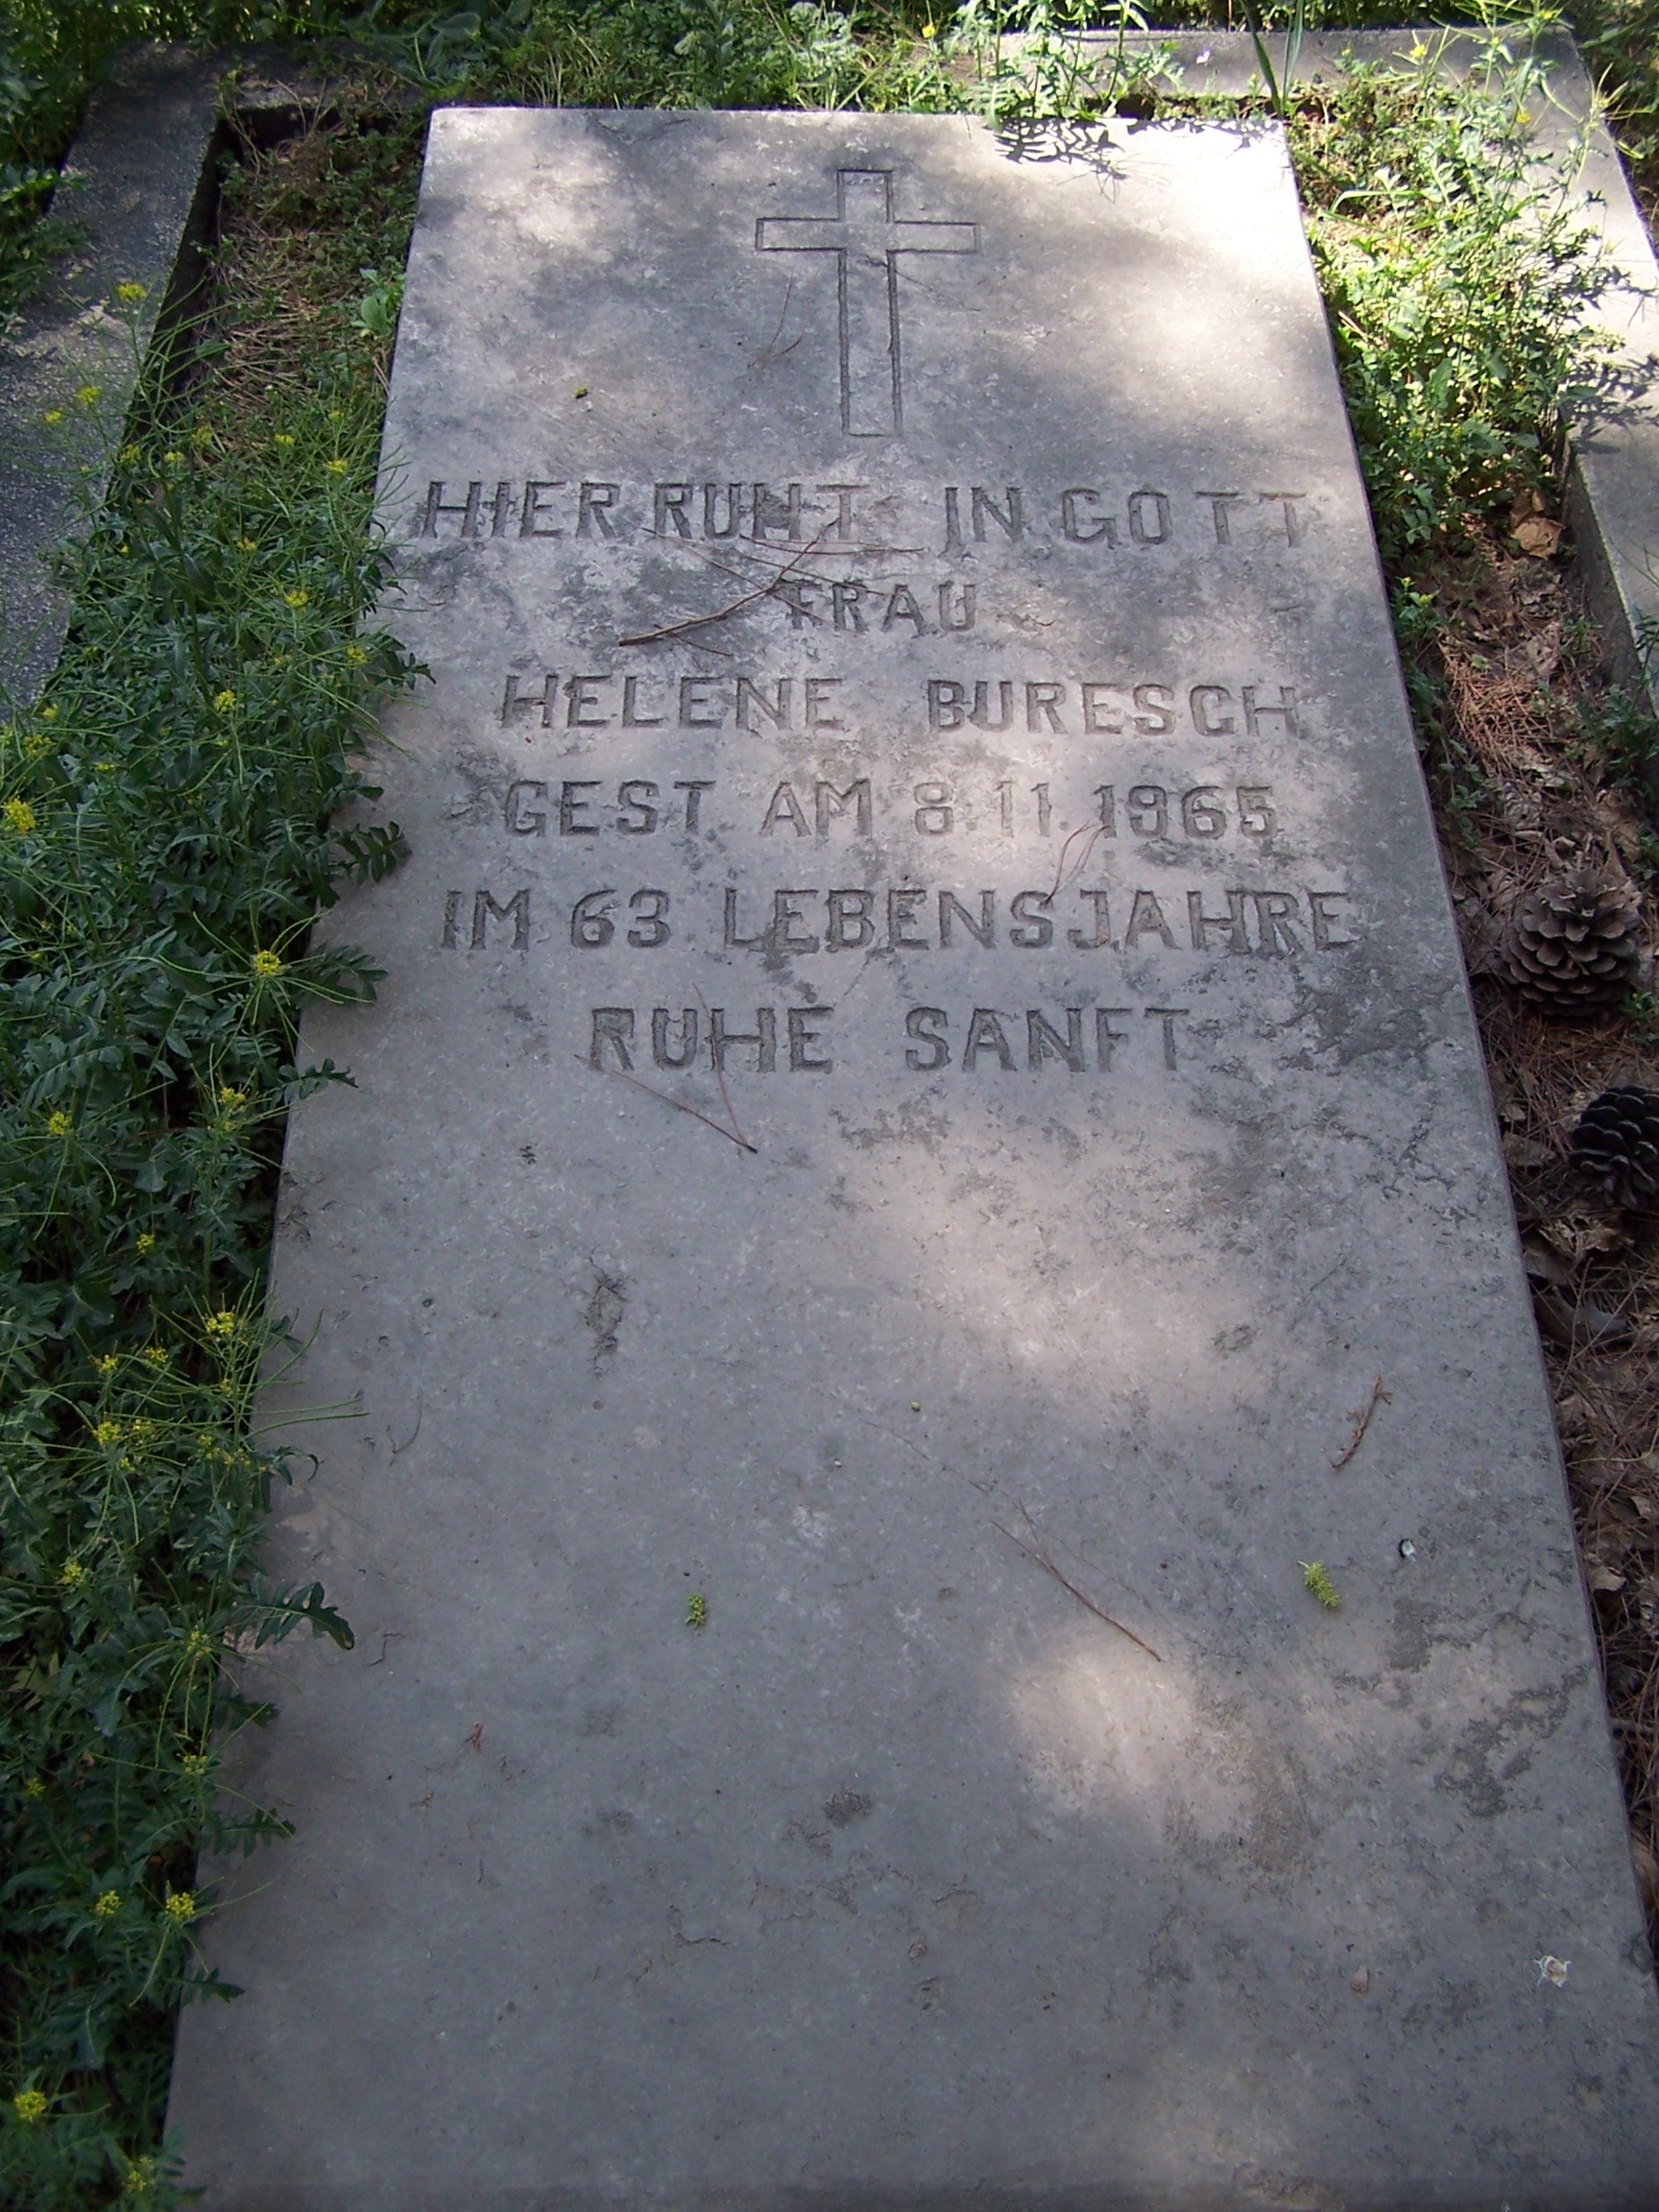 HIER RUHT IN GOTT
FRAU
HELENE BURESCH
GEST AM 8.11.1965
IM 63. LEBENSJAHRE
RUHE SANFT